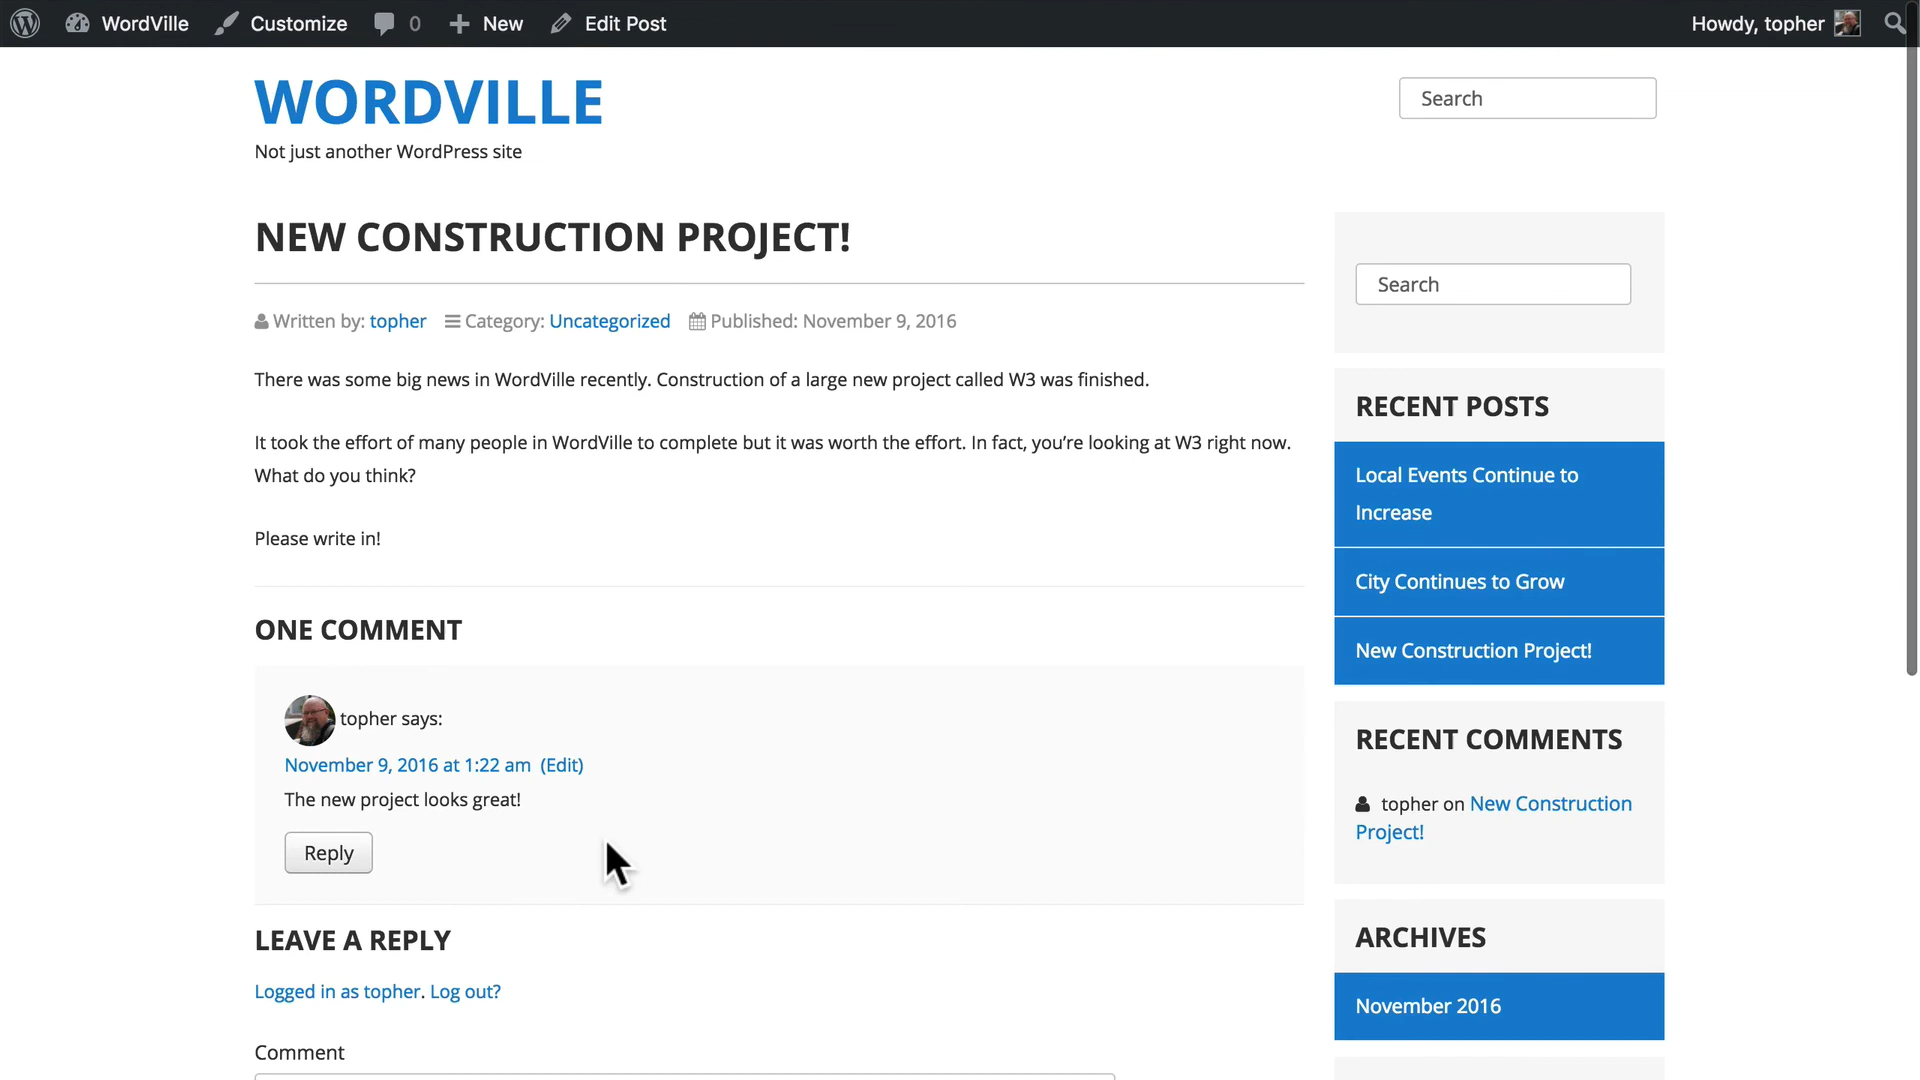 WordVille Customize 0 New Edit Post Howdy, topher
WORDVILLE
Not just another WordPress site
Search
NEW CONSTRUCTION PROJECT!
Written by: topher Category: Uncategorized Published: November 9, 2016
There was some big news in WordVille recently. Construction of a large new project called W3 was finished.
It took the effort of many people in WordVille to complete but it was worth the effort. In fact, you’re looking at W3 right now.
What do you think?
Please write in!
ONE COMMENT
topher says:
November 9, 2016 at 1:22 am (Edit)
The new project looks great!
Reply
LEAVE A REPLY
Logged in as topher. Log out?
Comment
Search
RECENT POSTS
Local Events Continue to
Increase
City Continues to Grow
New Construction Project!
RECENT COMMENTS
topher on New Construction
Project!
ARCHIVES
November 2016